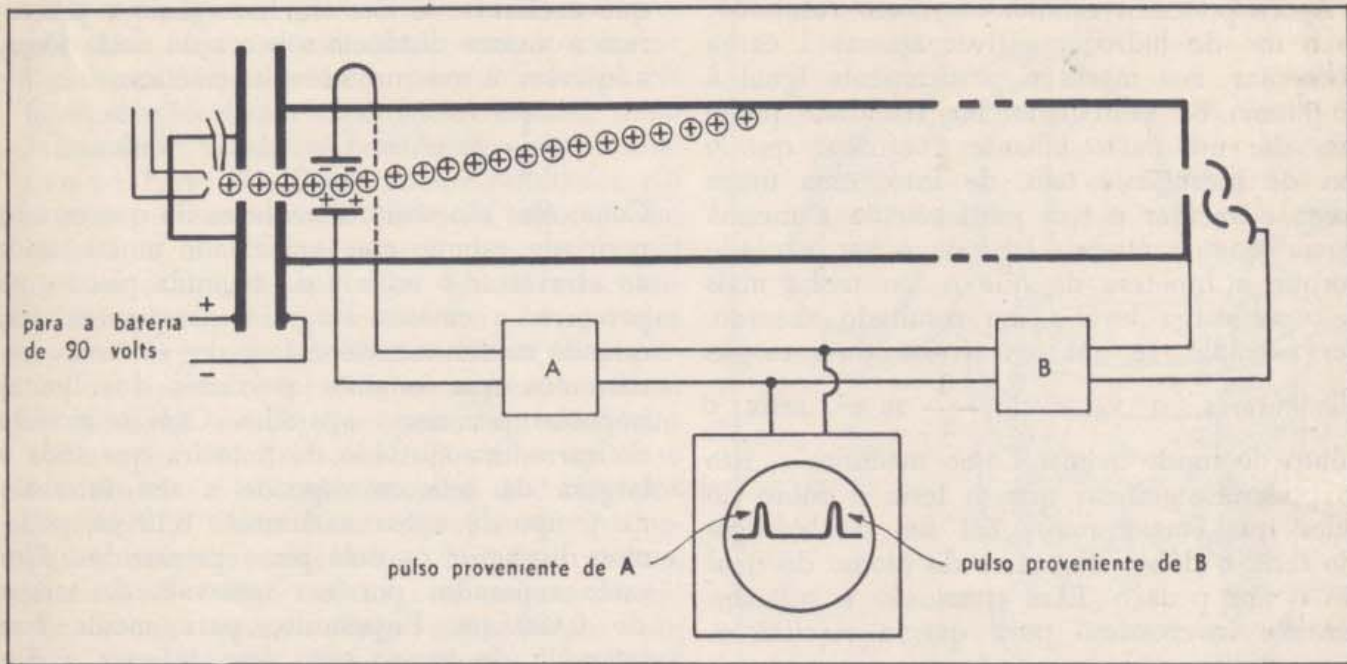 +
para a bateria
de 90 volts
−
− −
+ +
⊕⊕⊕⊕⊕⊕⊕⊕⊕⊕⊕⊕⊕⊕⊕⊕⊕⊕⊕⊕⊕
A
B
pulso proveniente de A
pulso proveniente de B